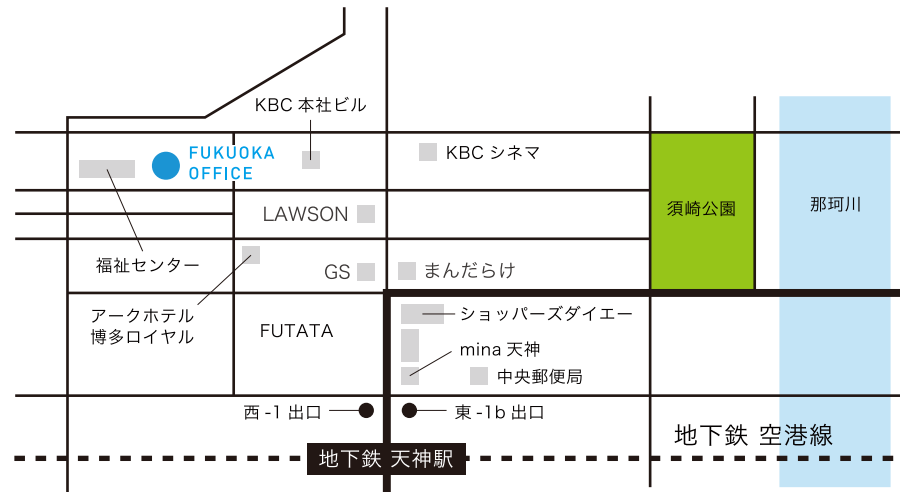 KBC 本社ビル
FUKUOKA
OFFICE
KBC シネマ
LAWSON
須崎公園
那珂川
福祉センター
GS
まんだらけ
アークホテル
博多ロイヤル
FUTATA
ショッパーズダイエー
mina 天神
中央郵便局
西 -1 出口
東 -1b 出口
地下鉄 空港線
地下鉄 天神駅